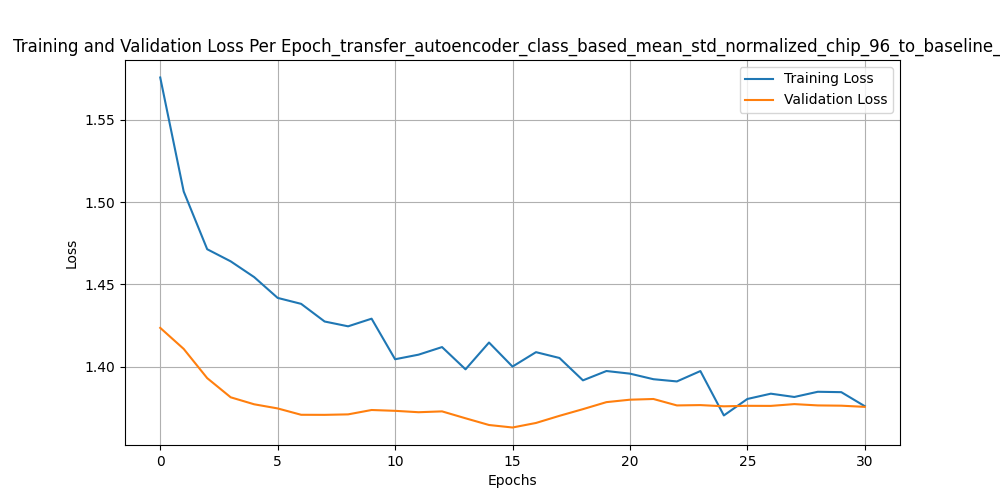 Training and Validation Loss Per Epoch_transfer_autoencoder_class_based_mean_std_normalized_chip_96_to_baseline_
Training Loss
Validation Loss
1.55
1.50
1.45
1.40
Loss
0 5 10 15 20 25 30
Epochs